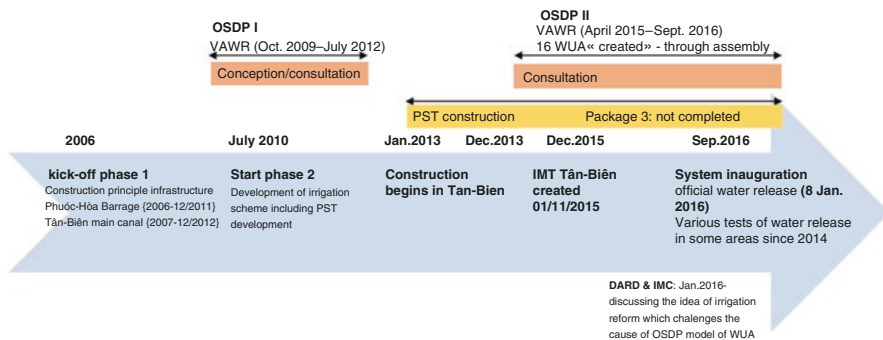 OSDP I
VAWR (Oct. 2009–July 2012)
Conception/consultation
OSDP II
VAWR (April 2015–Sept. 2016)
16 WUA« created» - through assembly
Consultation
PST construction
Package 3: not completed
2006
July 2010
Jan.2013
Dec.2013
Dec.2015
Sep.2016
kick-off phase 1
Construction principle infrastructure
Phuóc-Hòa Barrage {2006-12/2011}
Tân-Biên main canal {2007-12/2012}
Start phase 2
Development of irrigation
scheme including PST
development
Construction
begins in Tan-Bien
IMT Tân-Biên
created
01/11/2015
System inauguration
official water release (8 Jan.
2016)
Various tests of water release
in some areas since 2014
DARD & IMC: Jan.2016-
discussing the idea of irrigation
reform which chalenges the
cause of OSDP model of WUA